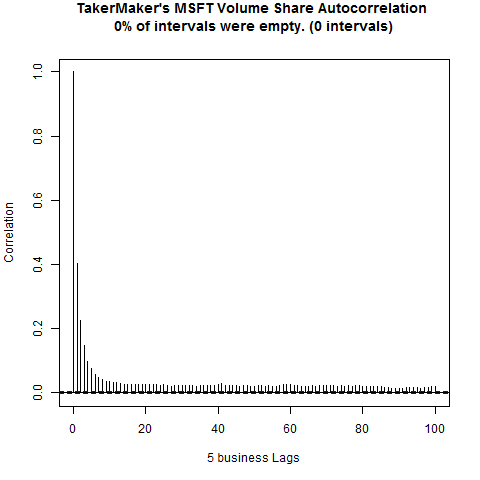 TakerMaker's MSFT Volume Share Autocorrelation
0% of intervals were empty. (0 intervals)
1.0
0.8
0.6
0.4
0.2
0.0
Correlation
0 20 40 60 80 100
5 business Lags